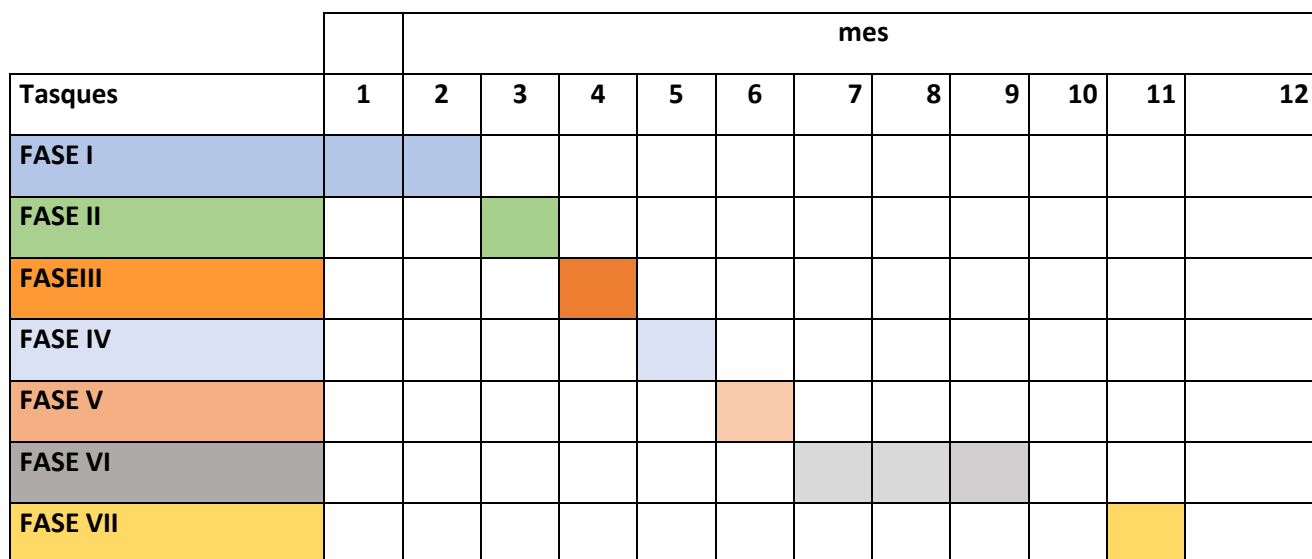 mes
Tasques 1 2 3 4 5 6 7 8 9 10 11 12
FASE I
FASE II
FASEIII
FASE IV
FASE V
FASE VI
FASE VII